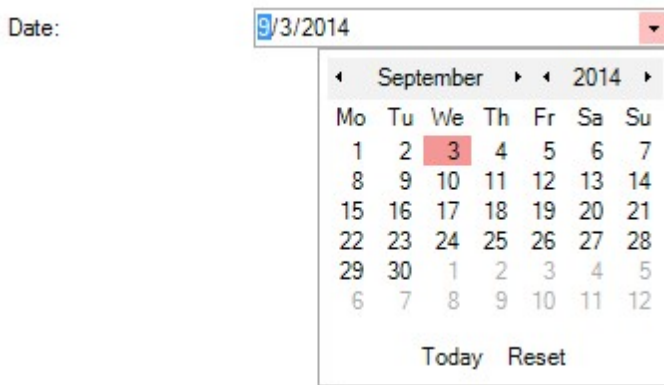 Date: 9/3/2014
September 2014
Mo Tu We Th Fr Sa Su
1 2 3 4 5 6 7
8 9 10 11 12 13 14
15 16 17 18 19 20 21
22 23 24 25 26 27 28
29 30 1 2 3 4 5
6 7 8 9 10 11 12
Today Reset